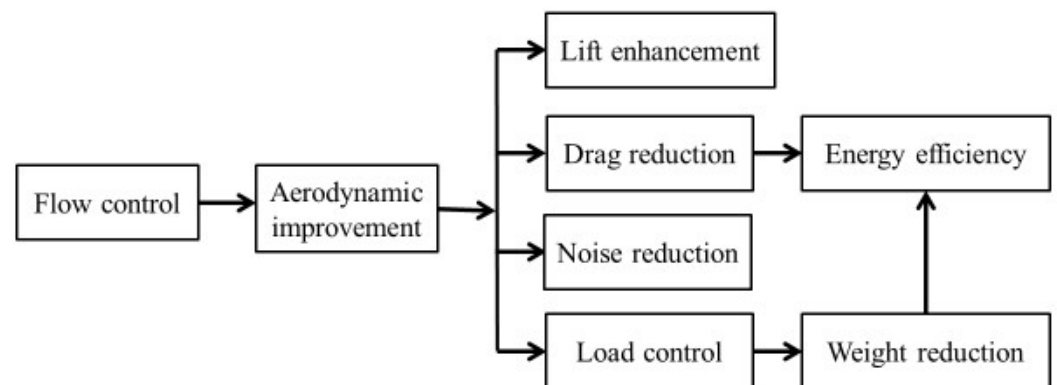 Lift enhancement
Drag reduction
Energy efficiency
Flow control
Aerodynamic
improvement
Noise reduction
Load control
Weight reduction